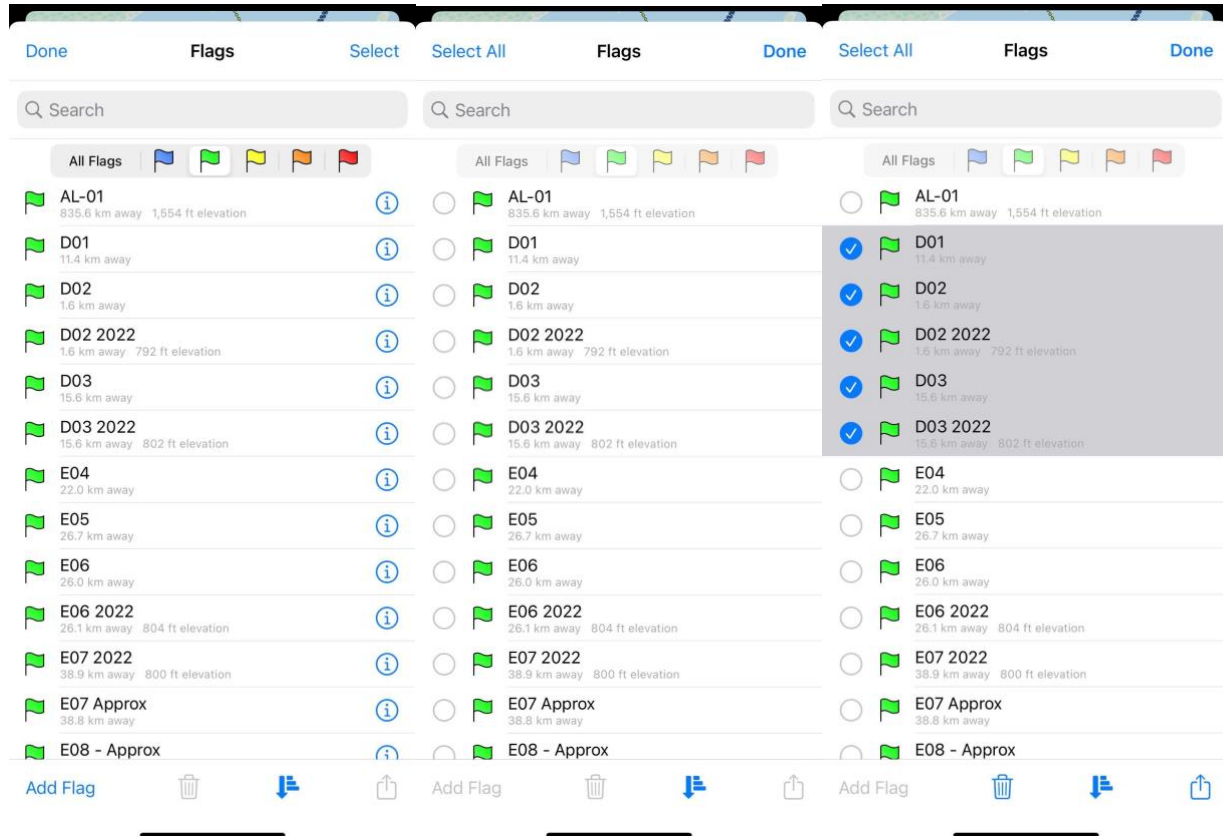 Done Flags Select
Search
All Flags
AL-01
835.6 km away 1,554 ft elevation
D01
11.4 km away
D02
1.6 km away
D02 2022
1.6 km away 792 ft elevation
D03
15.6 km away
D03 2022
15.6 km away 802 ft elevation
E04
22.0 km away
E05
26.7 km away
E06
26.0 km away
E06 2022
26.1 km away 804 ft elevation
E07 2022
38.9 km away 800 ft elevation
E07 Approx
38.8 km away
E08 - Approx
Add Flag
Select All Flags Done
Search
All Flags
AL-01
835.6 km away 1,554 ft elevation
D01
11.4 km away
D02
1.6 km away
D02 2022
1.6 km away 792 ft elevation
D03
15.6 km away
D03 2022
15.6 km away 802 ft elevation
E04
22.0 km away
E05
26.7 km away
E06
26.0 km away
E06 2022
26.1 km away 804 ft elevation
E07 2022
38.9 km away 800 ft elevation
E07 Approx
38.8 km away
E08 - Approx
Add Flag
Select All Flags Done
Search
All Flags
AL-01
835.6 km away 1,554 ft elevation
D01
11.4 km away
D02
1.6 km away
D02 2022
1.6 km away 792 ft elevation
D03
15.6 km away
D03 2022
15.6 km away 802 ft elevation
E04
22.0 km away
E05
26.7 km away
E06
26.0 km away
E06 2022
26.1 km away 804 ft elevation
E07 2022
38.9 km away 800 ft elevation
E07 Approx
38.8 km away
E08 - Approx
Add Flag